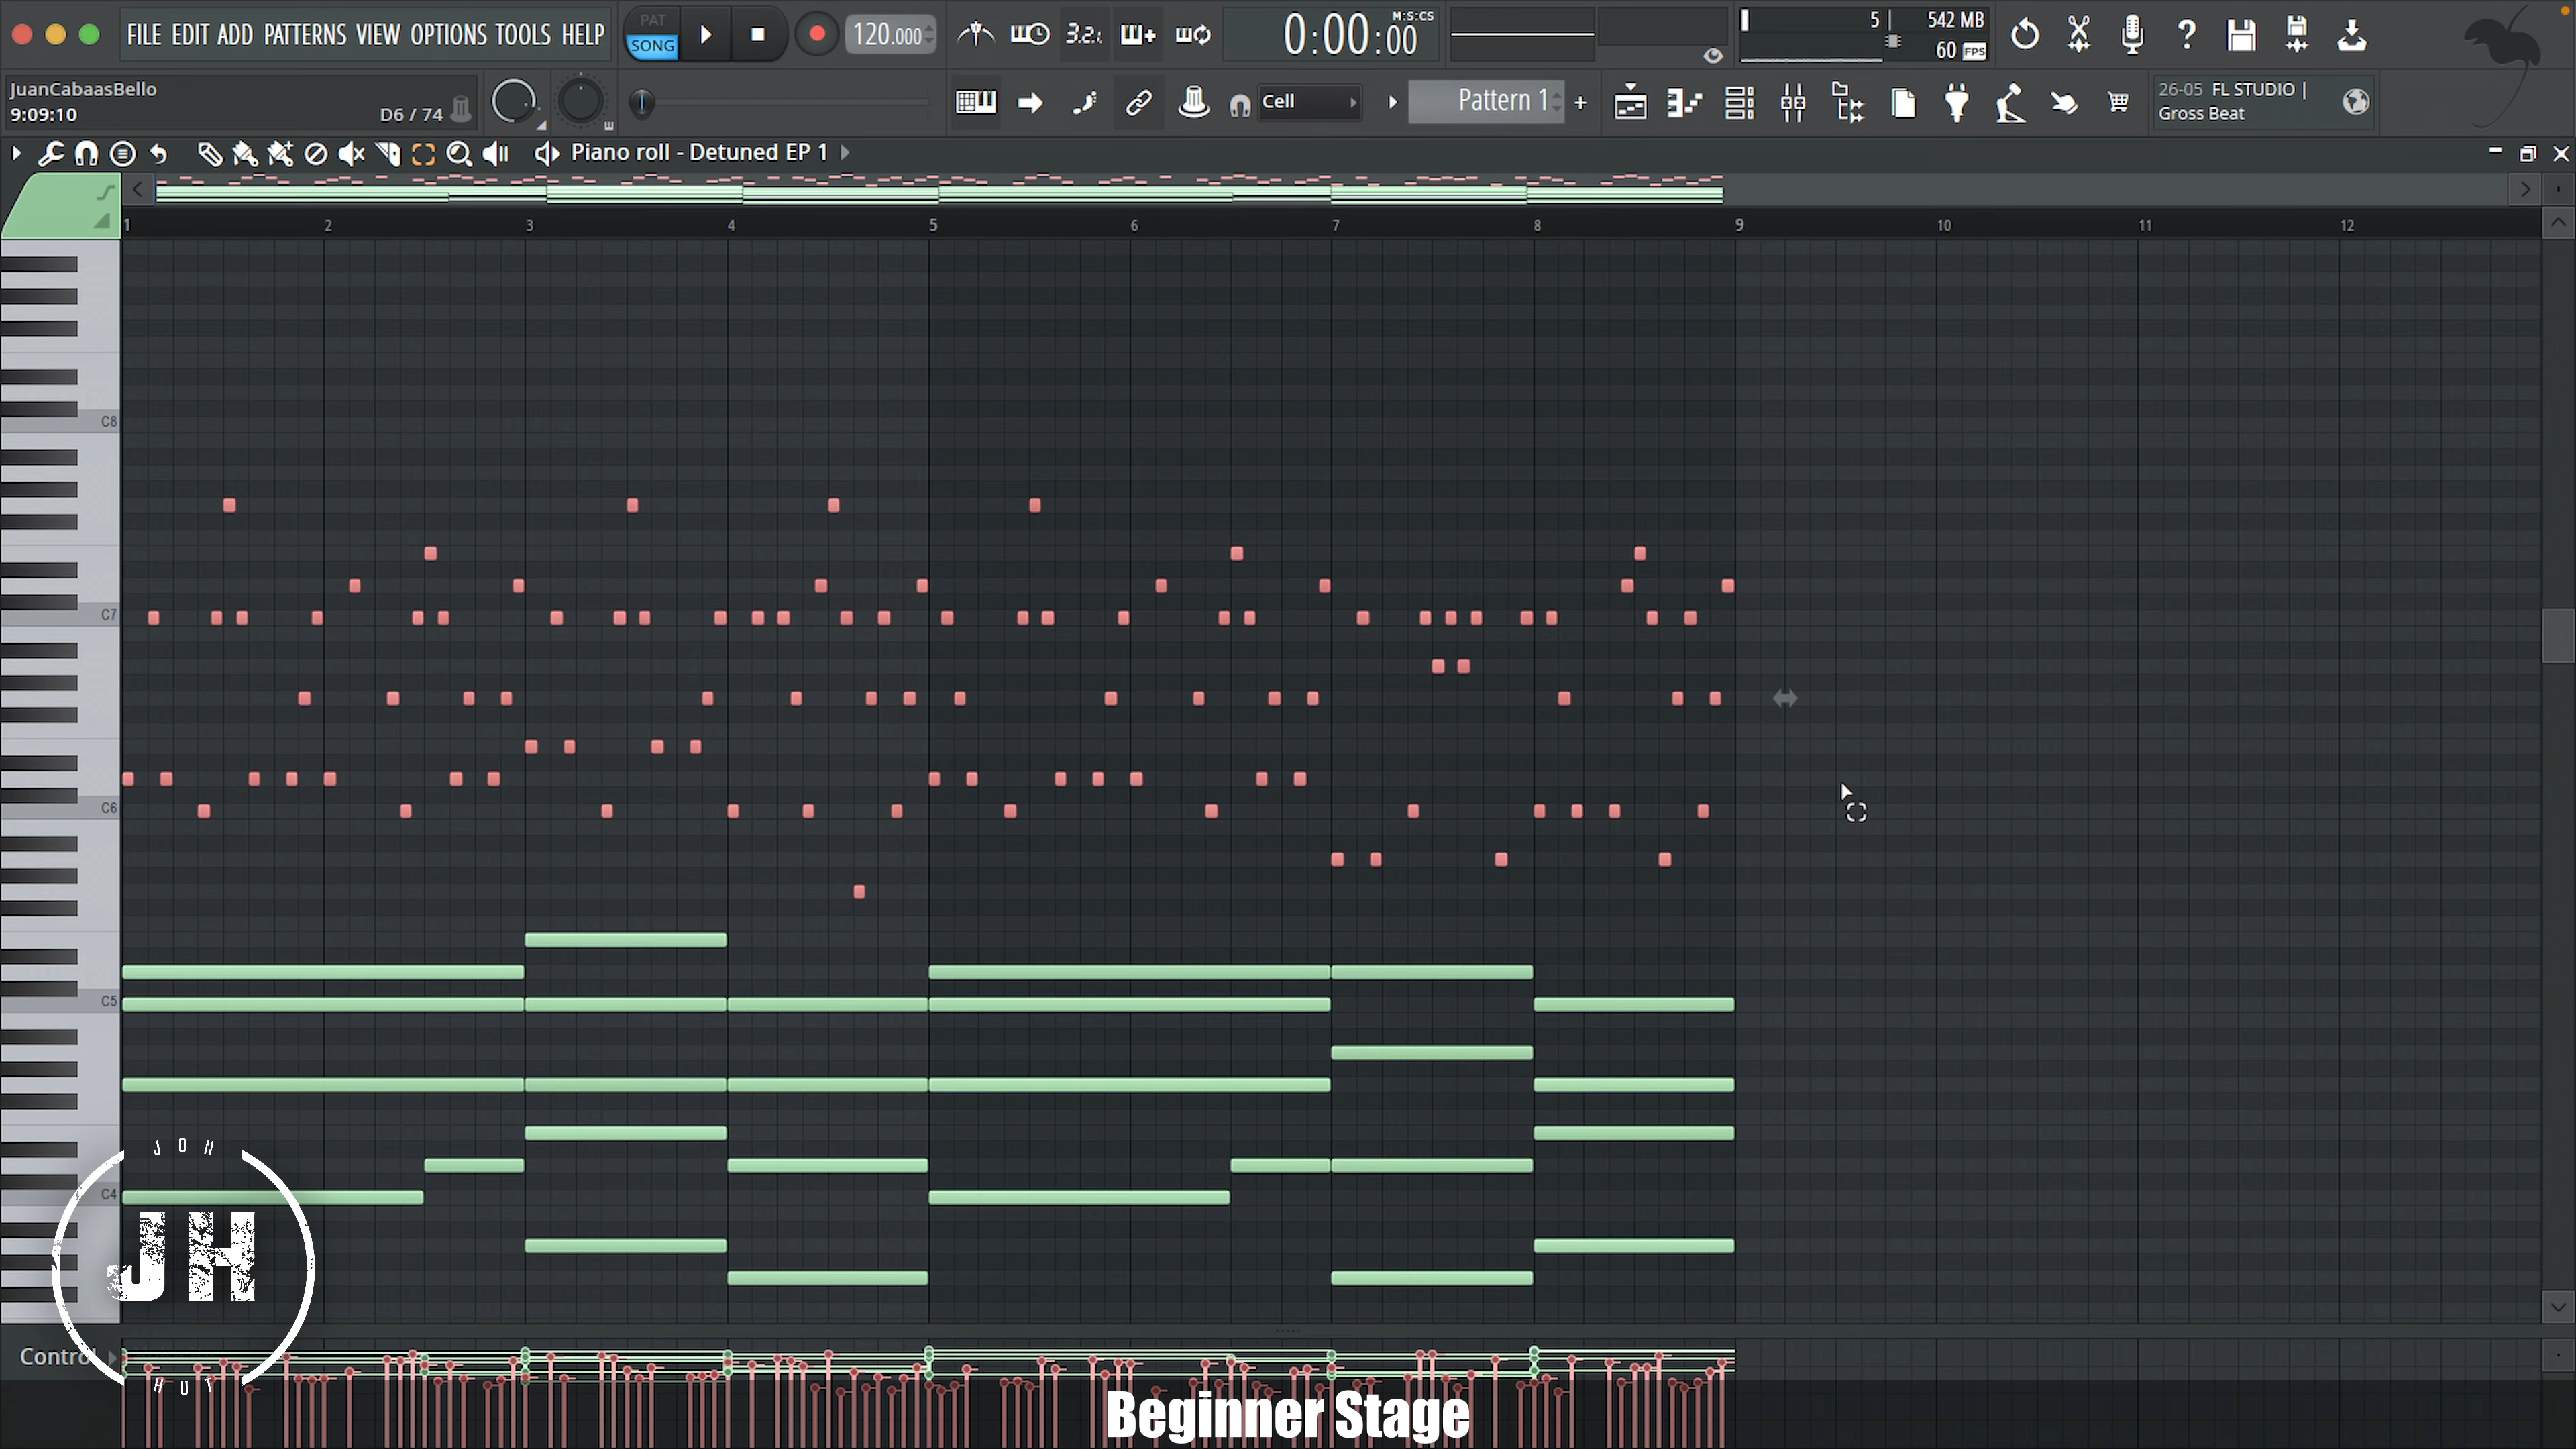 FILE EDIT ADD PATTERNS VIEW OPTIONS TOOLS HELP
PAT
SONG
120.000
3.2.
M:S:CS
0:00:00
5
542 MB
60 FPS
JuanCabaasBello
9:09:10
D6 / 74
Cell
Pattern 1
26-05 FL STUDIO |
Gross Beat
Piano roll - Detuned EP 1
1 2 3 4 5 6 7 8 9 10 11 12
C8
C7
C6
C5
C4
JON
JH
HUT
Control
Beginner Stage